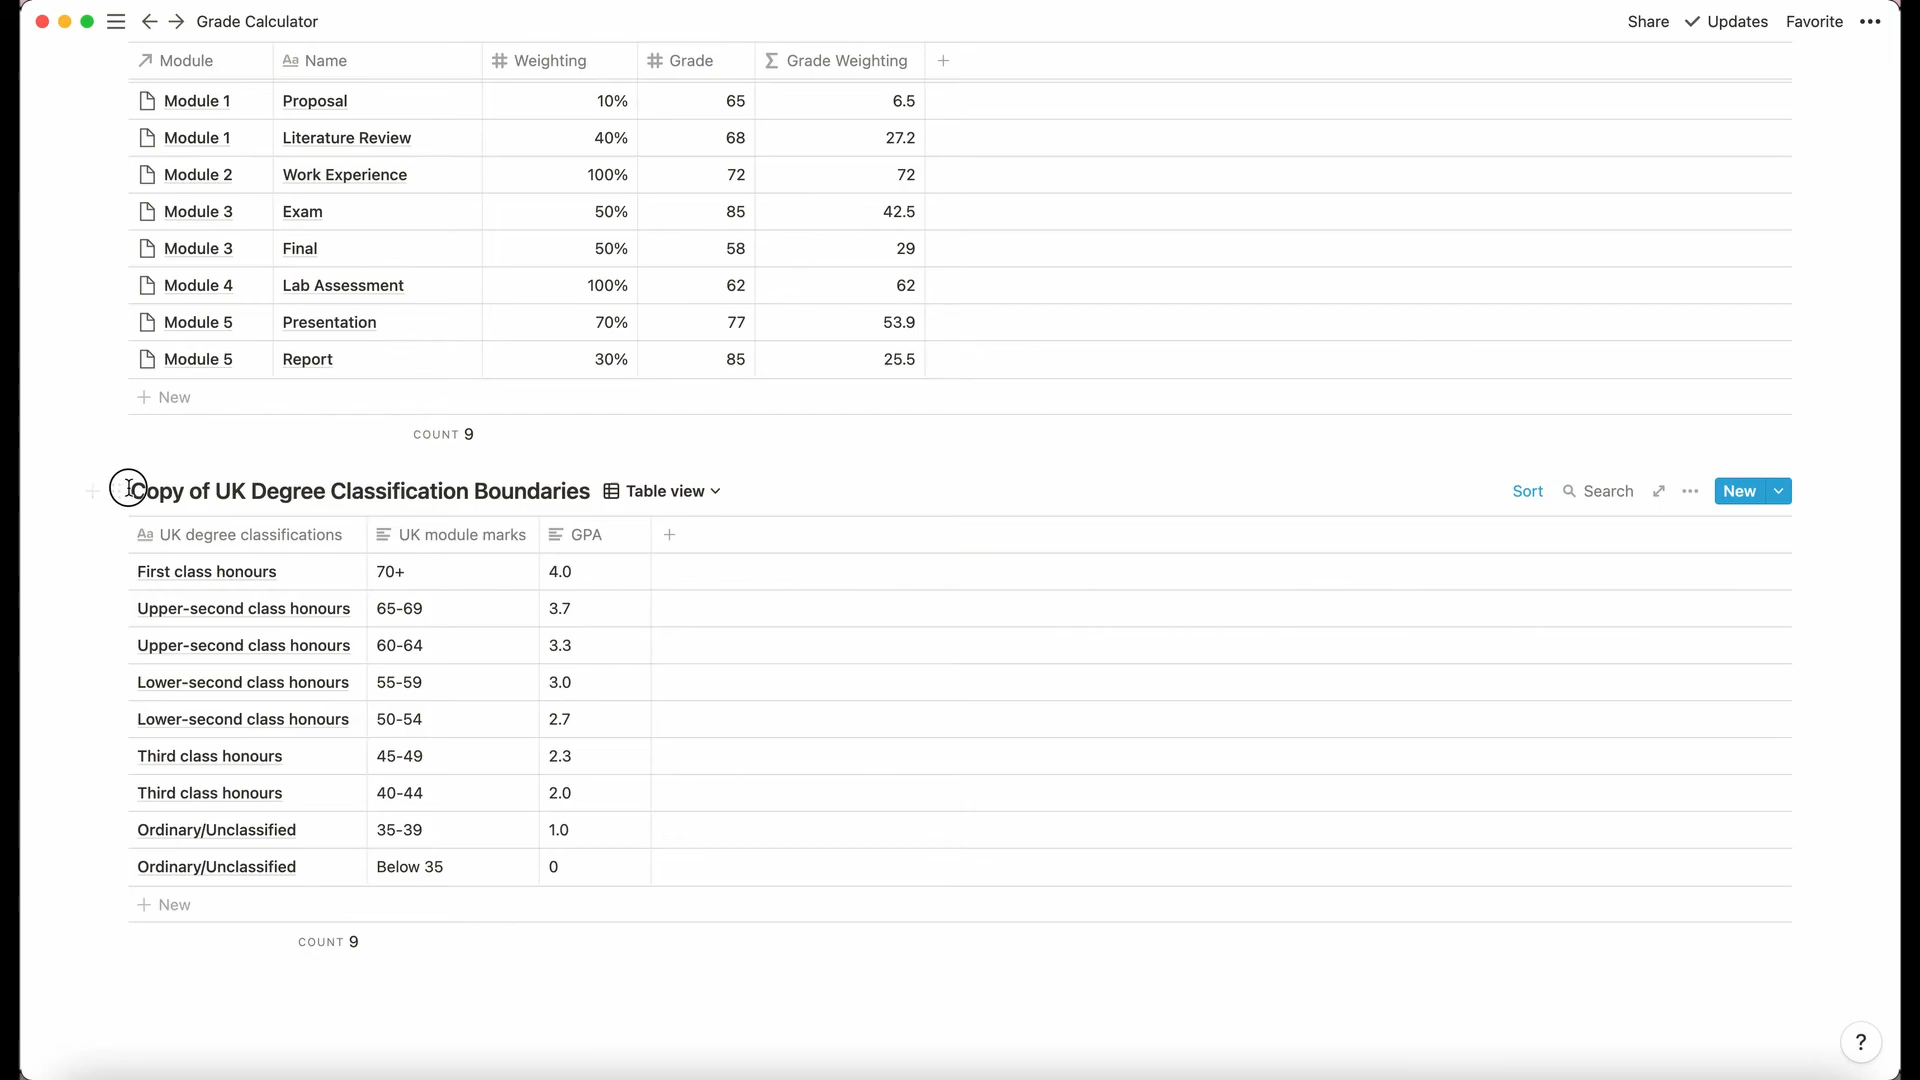 Grade Calculator Share Updates Favorite
Module Aa Name Weighting Grade Σ Grade Weighting +
Module 1 Proposal 10% 65 6.5
Module 1 Literature Review 40% 68 27.2
Module 2 Work Experience 100% 72 72
Module 3 Exam 50% 85 42.5
Module 3 Final 50% 58 29
Module 4 Lab Assessment 100% 62 62
Module 5 Presentation 70% 77 53.9
Module 5 Report 30% 85 25.5
+ New
COUNT 9
Copy of UK Degree Classification Boundaries Table view Sort Search New
Aa UK degree classifications UK module marks GPA +
First class honours 70+ 4.0
Upper-second class honours 65-69 3.7
Upper-second class honours 60-64 3.3
Lower-second class honours 55-59 3.0
Lower-second class honours 50-54 2.7
Third class honours 45-49 2.3
Third class honours 40-44 2.0
Ordinary/Unclassified 35-39 1.0
Ordinary/Unclassified Below 35 0
+ New
COUNT 9
?